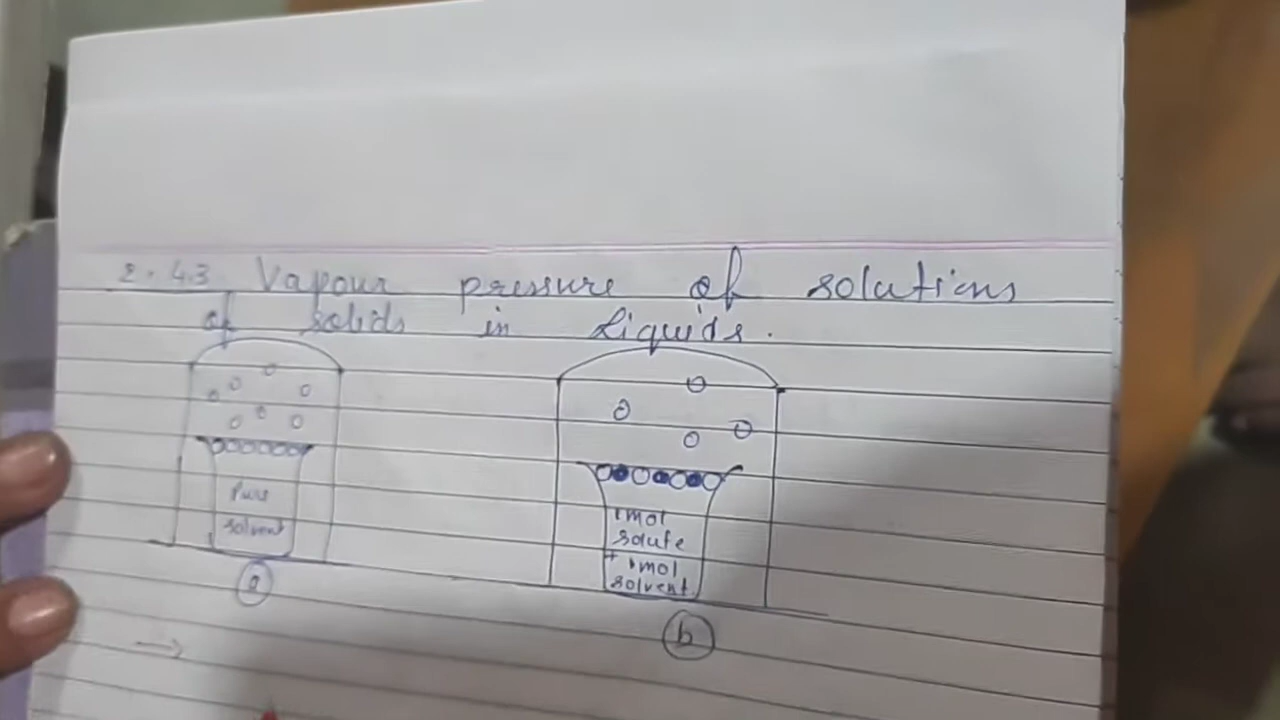 2.4.3 Vapour pressure of solutions
of solids in Liquids.
Pure
solvent
a
1mol
solute
+ 1mol
solvent
b
→